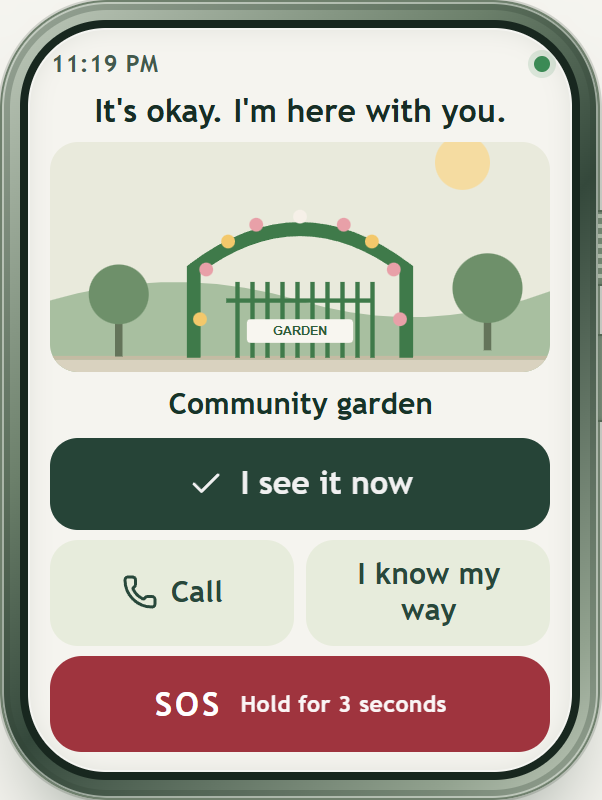 11:19 PM
It's okay. I'm here with you.
GARDEN
Community garden
I see it now
Call
I know my
way
SOS Hold for 3 seconds